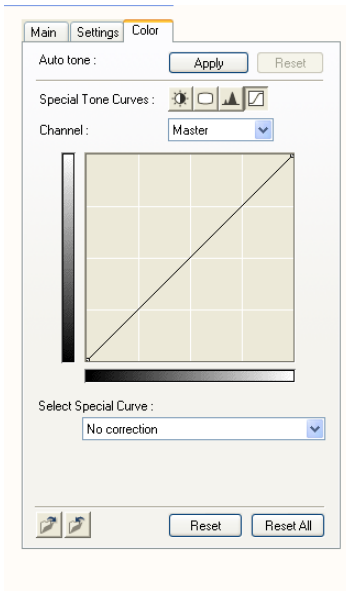 Main Settings Color
Auto tone : Apply Reset
Special Tone Curves :
Channel : Master
Select Special Curve :
No correction
Reset Reset All